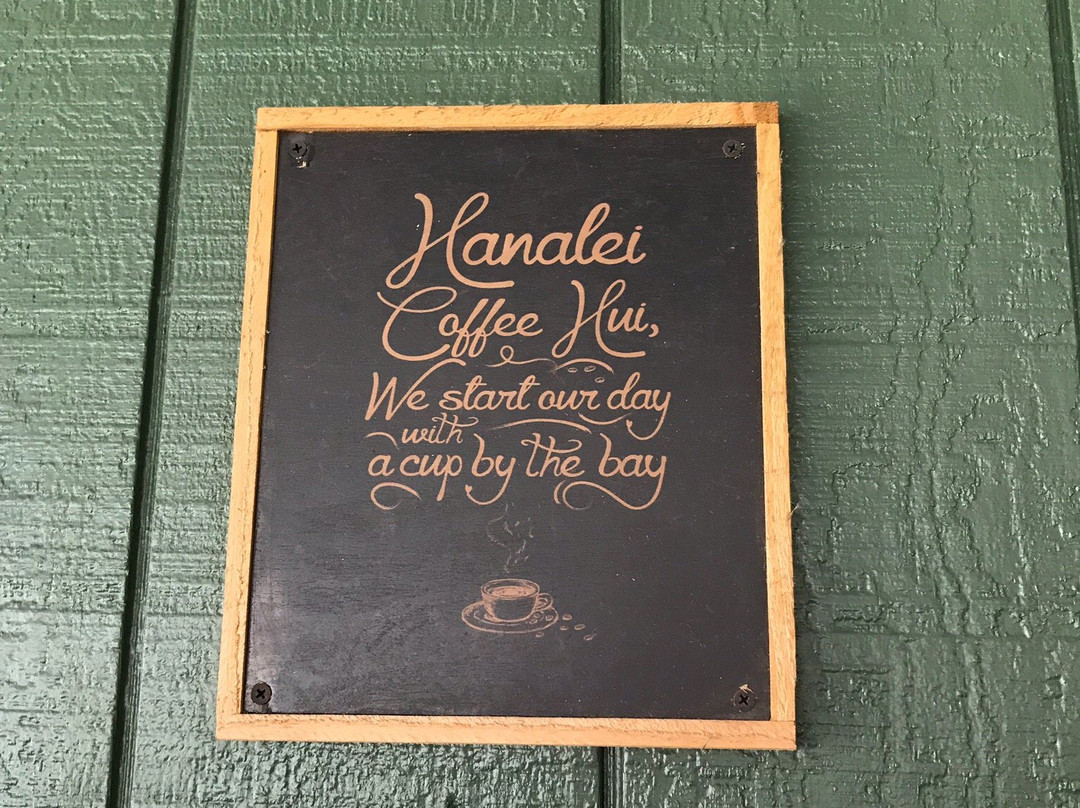 Hanalei
Coffee Hui,
We start our day
with
a cup by the bay